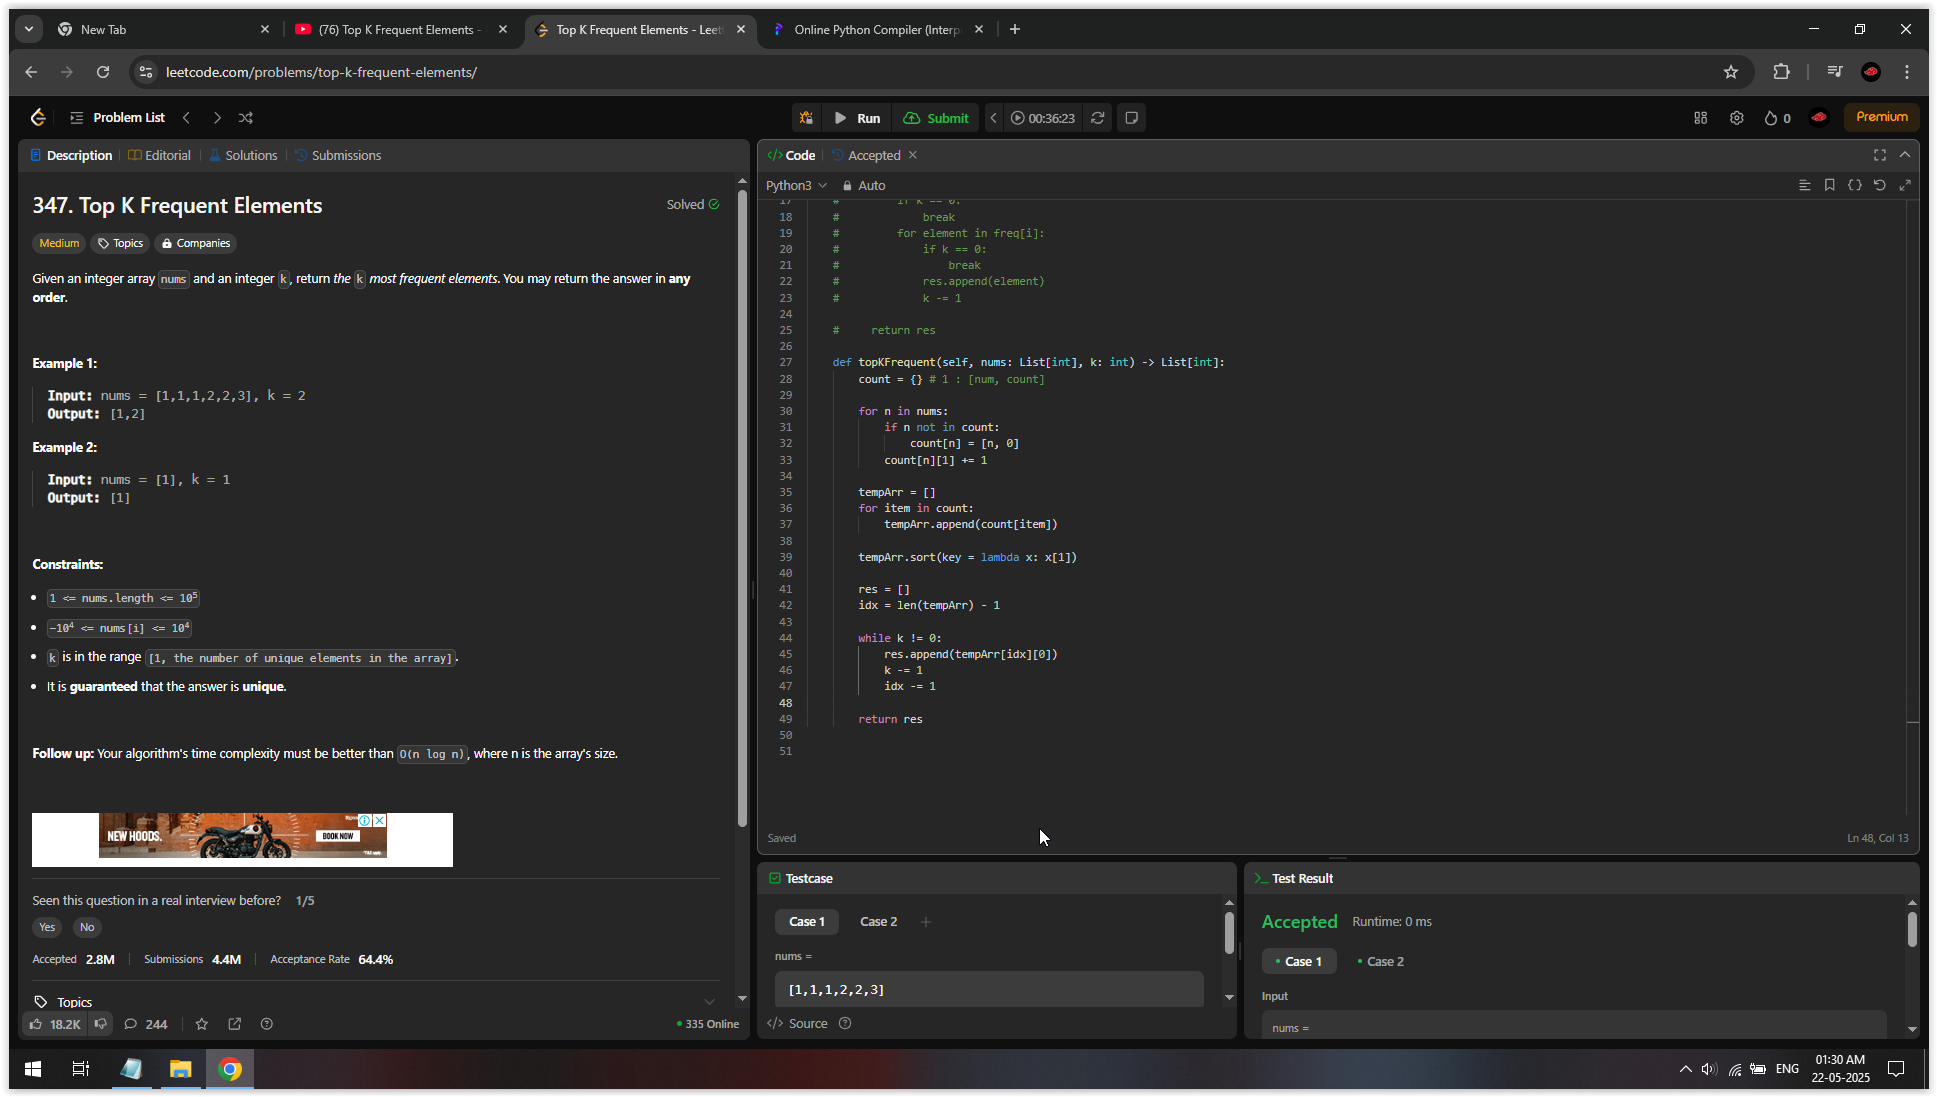 New Tab
(76) Top K Frequent Elements -
Top K Frequent Elements - Leet
Online Python Compiler (Interp
leetcode.com/problems/top-k-frequent-elements/
Problem List
Run
Submit
00:36:23
0
Premium
Description
Editorial
Solutions
Submissions
347. Top K Frequent Elements
Solved
Medium
Topics
Companies
Given an integer array nums and an integer k, return the k most frequent elements. You may return the answer in any
order.
Example 1:
Input: nums = [1,1,1,2,2,3], k = 2
Output: [1,2]
Example 2:
Input: nums = [1], k = 1
Output: [1]
Constraints:
• 1 <= nums.length <= 10⁵
• -10⁴ <= nums[i] <= 10⁴
• k is in the range [1, the number of unique elements in the array].
• It is guaranteed that the answer is unique.
Follow up: Your algorithm's time complexity must be better than O(n log n), where n is the array's size.
NEW HOODS.
BOOK NOW
Seen this question in a real interview before? 1/5
Yes
No
Accepted 2.8M
Submissions 4.4M
Acceptance Rate 64.4%
Topics
18.2K
244
335 Online
</> Code
Accepted
Python3
Auto
17 # if k == 0:
18 # break
19 # for element in freq[i]:
20 # if k == 0:
21 # break
22 # res.append(element)
23 # k -= 1
24
25 # return res
26
27 def topKFrequent(self, nums: List[int], k: int) -> List[int]:
28 count = {} # 1 : [num, count]
29
30 for n in nums:
31 if n not in count:
32 count[n] = [n, 0]
33 count[n][1] += 1
34
35 tempArr = []
36 for item in count:
37 tempArr.append(count[item])
38
39 tempArr.sort(key = lambda x: x[1])
40
41 res = []
42 idx = len(tempArr) - 1
43
44 while k != 0:
45 res.append(tempArr[idx][0])
46 k -= 1
47 idx -= 1
48
49 return res
50
51
Saved
Ln 48, Col 13
Testcase
Case 1
Case 2
nums =
[1,1,1,2,2,3]
</> Source
>_ Test Result
Accepted
Runtime: 0 ms
Case 1
Case 2
Input
nums =
ENG
01:30 AM
22-05-2025